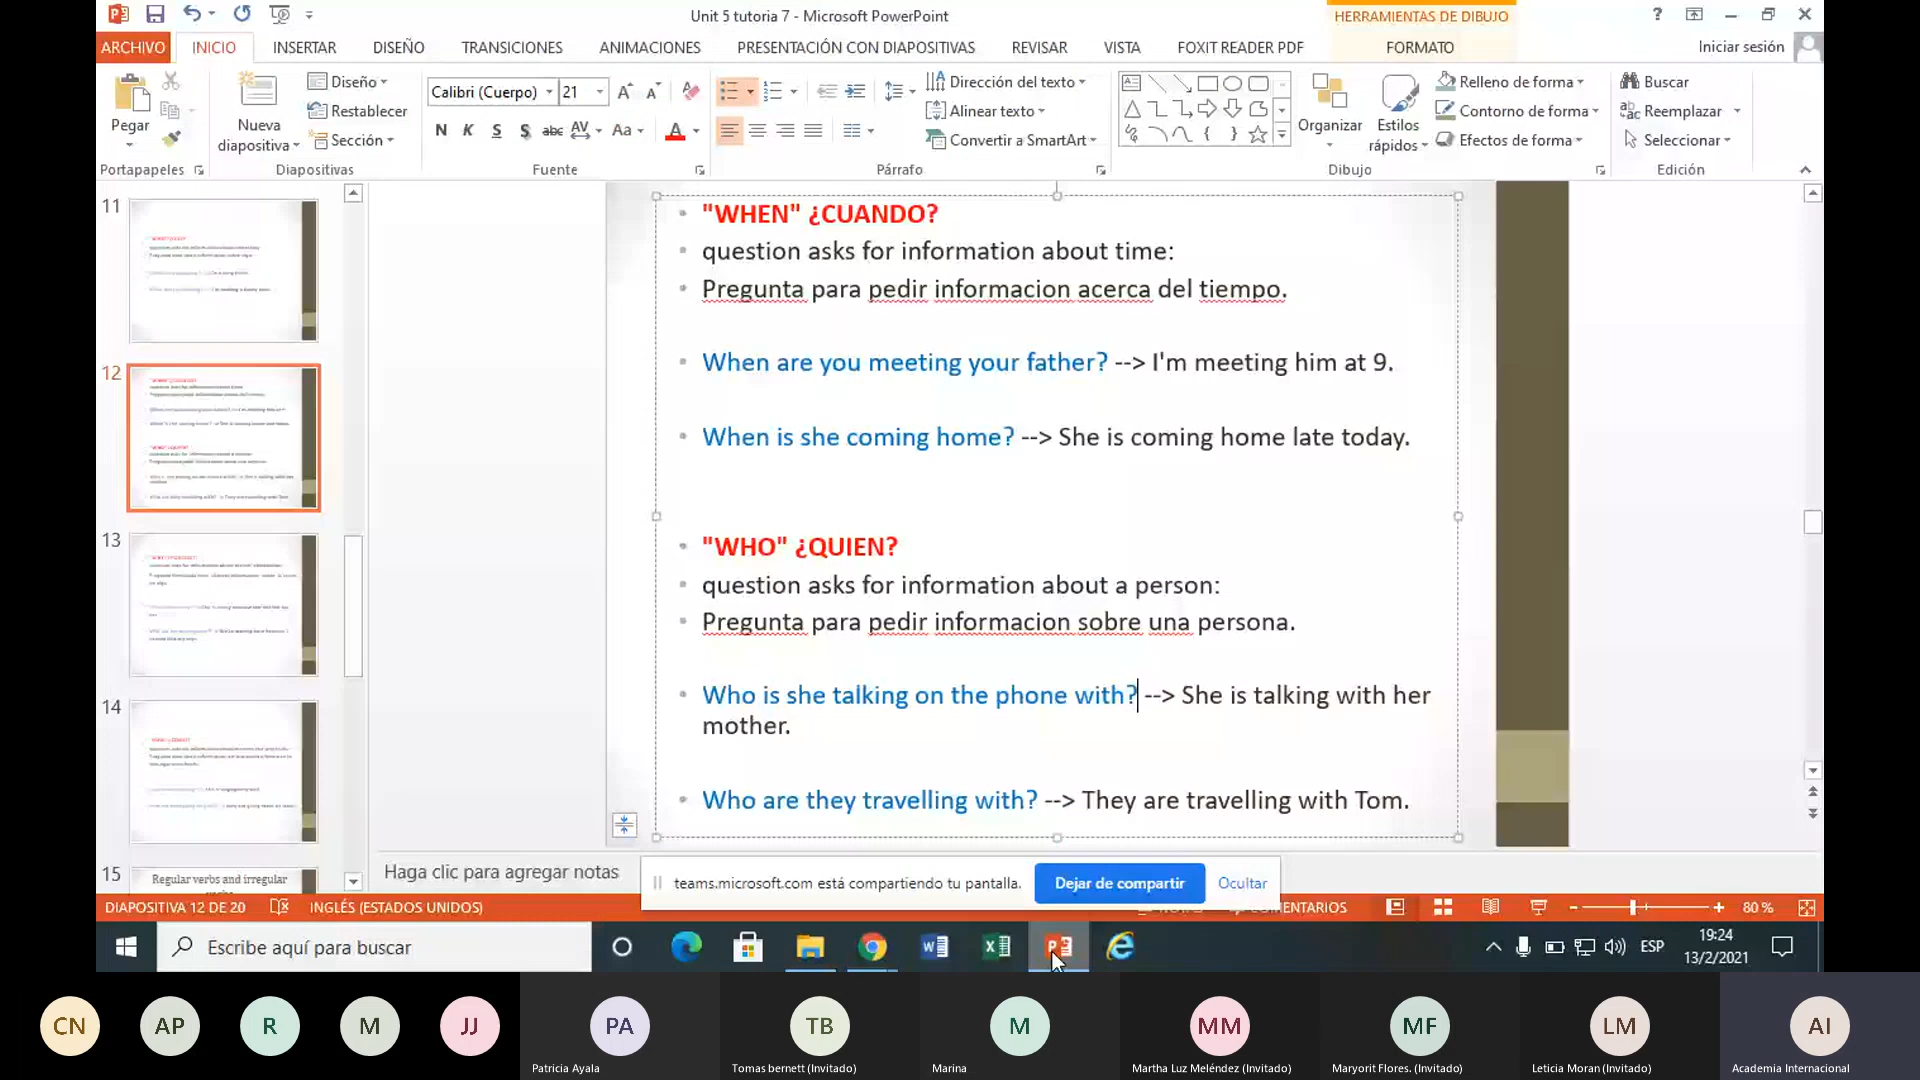 Unit 5 tutoria 7 - Microsoft PowerPoint
HERRAMIENTAS DE DIBUJO
?
ARCHIVO
INICIO
INSERTAR
DISEÑO
TRANSICIONES
ANIMACIONES
PRESENTACIÓN CON DIAPOSITIVAS
REVISAR
VISTA
FOXIT READER PDF
FORMATO
Iniciar sesión
Pegar
Portapapeles
Nueva diapositiva
Diseño
Restablecer
Sección
Diapositivas
Calibri (Cuerpo)
21
N K S S abc AV Aa A
Fuente
Dirección del texto
Alinear texto
Convertir a SmartArt
Párrafo
Organizar
Estilos rápidos
Relleno de forma
Contorno de forma
Efectos de forma
Dibujo
Buscar
Reemplazar
Seleccionar
Edición
11
12
13
14
15
Regular verbs and irregular
"WHEN" ¿CUANDO?
question asks for information about time:
Pregunta para pedir informacion acerca del tiempo.
When are you meeting your father? --> I'm meeting him at 9.
When is she coming home? --> She is coming home late today.
"WHO" ¿QUIEN?
question asks for information about a person:
Pregunta para pedir informacion sobre una persona.
Who is she talking on the phone with? --> She is talking with her
mother.
Who are they travelling with? --> They are travelling with Tom.
Haga clic para agregar notas
teams.microsoft.com está compartiendo tu pantalla.
Dejar de compartir
Ocultar
DIAPOSITIVA 12 DE 20
INGLÉS (ESTADOS UNIDOS)
80 %
Escribe aquí para buscar
ESP
19:24
13/2/2021
CN
AP
R
M
JJ
PA
Patricia Ayala
TB
Tomas bernett (Invitado)
M
Marina
MM
Martha Luz Meléndez (Invitado)
MF
Maryorit Flores. (Invitado)
LM
Leticia Moran (Invitado)
AI
Academia Internacional